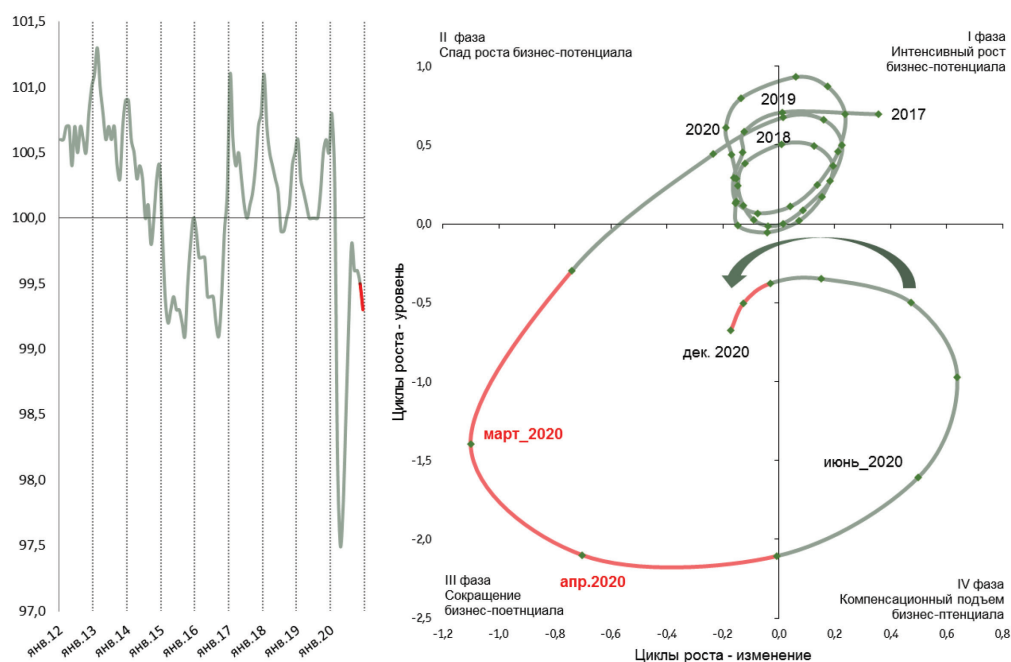 101,5
101,0
100,5
100,0
99,5
99,0
98,5
98,0
97,5
97,0
янв.12
янв.13
янв.14
янв.15
янв.16
янв.17
янв.18
янв.19
янв.20
II фаза
Спад роста бизнес-потенциала
I фаза
Интенсивный рост
бизнес-потенциала
1,0
0,5
0,0
-0,5
-1,0
-1,5
-2,0
-2,5
Циклы роста - уровень
2019
2017
2020
2018
дек. 2020
март_2020
июнь_2020
апр.2020
III фаза
Сокращение
бизнес-поетнциала
IV фаза
Компенсационный подъем
бизнес-птенциала
-1,2
-1,0
-0,8
-0,6
-0,4
-0,2
0,0
0,2
0,4
0,6
0,8
Циклы роста - изменение